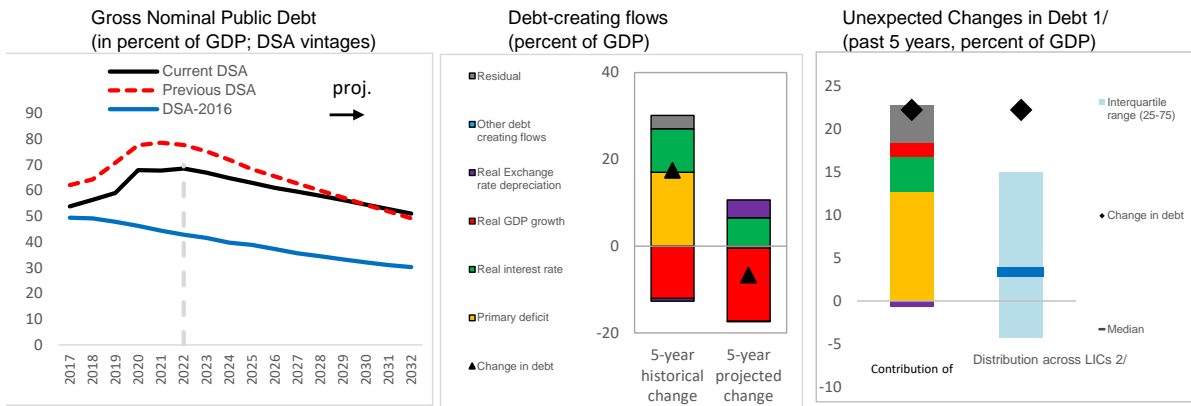 Gross Nominal Public Debt
(in percent of GDP; DSA vintages)
Current DSA
Previous DSA
DSA-2016
proj.
90
80
70
60
50
40
30
20
10
0
2017
2018
2019
2020
2021
2022
2023
2024
2025
2026
2027
2028
2029
2030
2031
2032
Debt-creating flows
(percent of GDP)
Residual
Other debt
creating flows
Real Exchange
rate depreciation
Real GDP growth
Real interest rate
Primary deficit
Change in debt
40
20
0
-20
5-year
historical
change
5-year
projected
change
Unexpected Changes in Debt 1/
(past 5 years, percent of GDP)
25
20
15
10
5
0
-5
-10
Interquartile
range (25-75)
Change in debt
Median
Contribution of
Distribution across LICs 2/